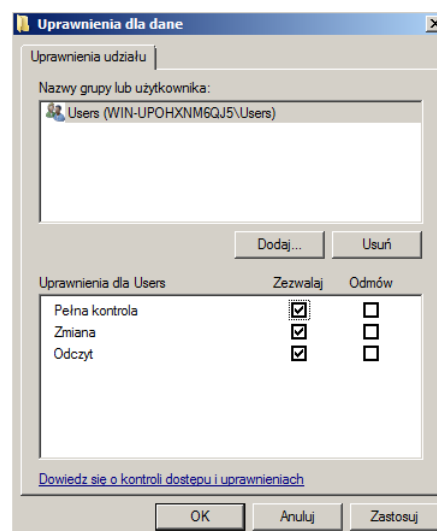 Uprawnienia dla dane
Uprawnienia udziału
Nazwy grupy lub użytkownika:
Users (WIN-UPOHXNM6QJ5\Users)
Dodaj... Usuń
Uprawnienia dla Users Zezwalaj Odmów
Pełna kontrola
Zmiana
Odczyt
Dowiedz się o kontroli dostępu i uprawnieniach
OK Anuluj Zastosuj